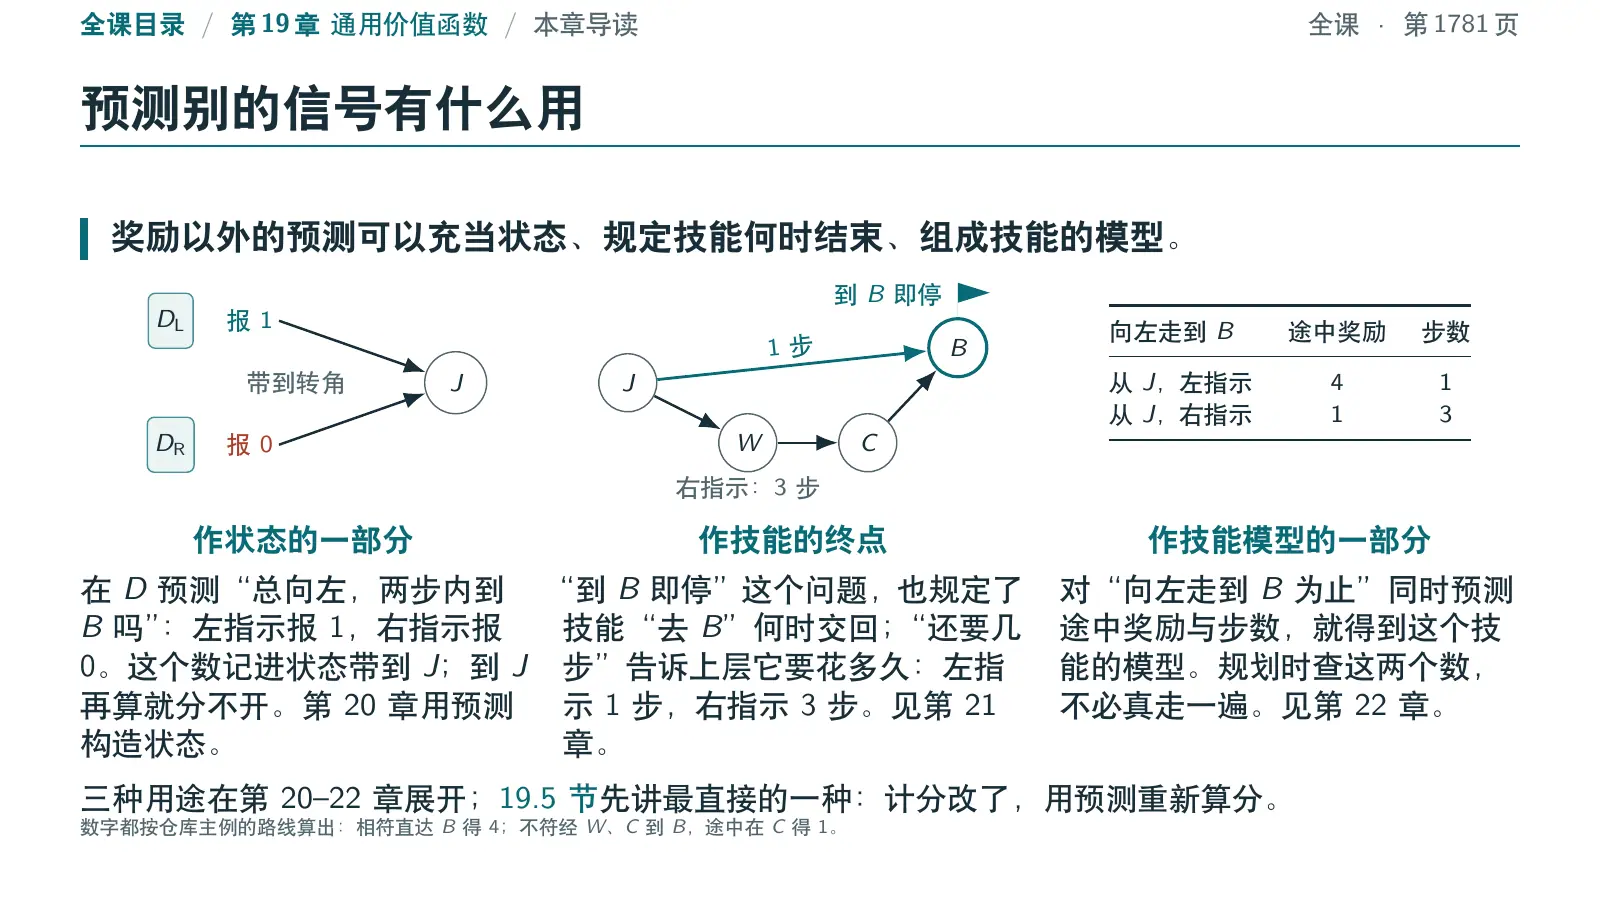 全课目录 / 第19章 通用价值函数 / 本章导读
全课 · 第1781页
预测别的信号有什么用
奖励以外的预测可以充当状态、规定技能何时结束、组成技能的模型。
DL 报 1
带到转角
J
DR 报 0
到 B 即停
1 步
J
B
W
C
右指示：3 步
向左走到 B 途中奖励 步数
从 J，左指示 4 1
从 J，右指示 1 3
作状态的一部分
在 D 预测“总向左，两步内到
B 吗”：左指示报 1，右指示报
0。这个数记进状态带到 J；到 J
再算就分不开。第 20 章用预测
构造状态。
作技能的终点
“到 B 即停”这个问题，也规定了
技能“去 B”何时交回；“还要几
步”告诉上层它要花多久：左指
示 1 步，右指示 3 步。见第 21
章。
作技能模型的一部分
对“向左走到 B 为止”同时预测
途中奖励与步数，就得到这个技
能的模型。规划时查这两个数，
不必真走一遍。见第 22 章。
三种用途在第 20–22 章展开；19.5 节先讲最直接的一种：计分改了，用预测重新算分。
数字都按仓库主例的路线算出：相符直达 B 得 4；不符经 W、C 到 B，途中在 C 得 1。